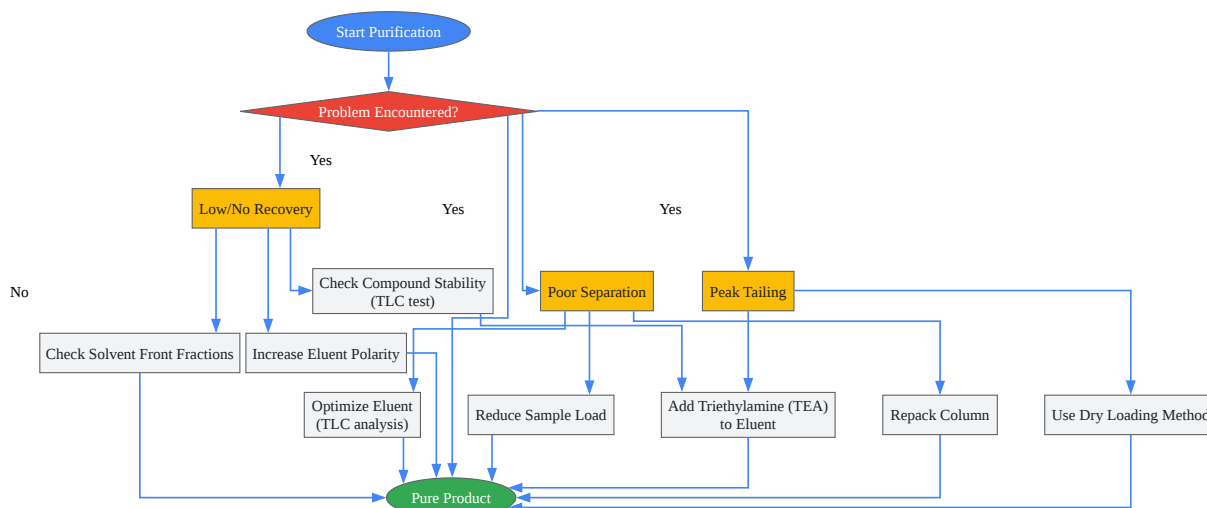 Start Purification
Problem Encountered?
Yes
Low/No Recovery
Yes
Yes
Check Compound Stability
(TLC test)
Poor Separation
Peak Tailing
No
Check Solvent Front Fractions
Increase Eluent Polarity
Optimize Eluent
(TLC analysis)
Reduce Sample Load
Add Triethylamine (TEA)
to Eluent
Repack Column
Use Dry Loading Method
Pure Product